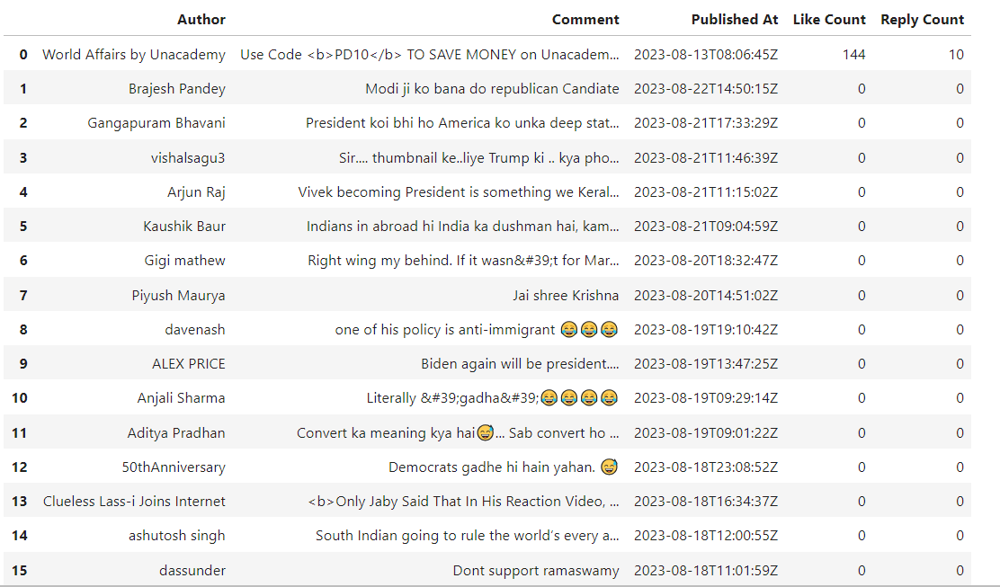 Author Comment Published At Like Count Reply Count
0 World Affairs by Unacademy Use Code <b>PD10</b> TO SAVE MONEY on Unacadem... 2023-08-13T08:06:45Z 144 10
1 Brajesh Pandey Modi ji ko bana do republican Candiate 2023-08-22T14:50:15Z 0 0
2 Gangapuram Bhavani President koi bhi ho America ko unka deep stat... 2023-08-21T17:33:29Z 0 0
3 vishalsagu3 Sir.... thumbnail ke..liye Trump ki .. kya pho... 2023-08-21T11:46:39Z 0 0
4 Arjun Raj Vivek becoming President is something we Keral... 2023-08-21T11:15:02Z 0 0
5 Kaushik Baur Indians in abroad hi India ka dushman hai, kam... 2023-08-21T09:04:59Z 0 0
6 Gigi mathew Right wing my behind. If it wasn&#39;t for Mar... 2023-08-20T18:32:47Z 0 0
7 Piyush Maurya Jai shree Krishna 2023-08-20T14:51:02Z 0 0
8 davenash one of his policy is anti-immigrant 😂😂😂 2023-08-19T19:10:42Z 0 0
9 ALEX PRICE Biden again will be president.... 2023-08-19T13:47:25Z 0 0
10 Anjali Sharma Literally &#39;gadha&#39;😂😂😂😂 2023-08-19T09:29:14Z 0 0
11 Aditya Pradhan Convert ka meaning kya hai😅... Sab convert ho ... 2023-08-19T09:01:22Z 0 0
12 50thAnniversary Democrats gadhe hi hain yahan. 😅 2023-08-18T23:08:52Z 0 0
13 Clueless Lass-i Joins Internet <b>Only Jaby Said That In His Reaction Video, ... 2023-08-18T16:34:37Z 0 0
14 ashutosh singh South Indian going to rule the world's every a... 2023-08-18T12:00:55Z 0 0
15 dassunder Dont support ramaswamy 2023-08-18T11:01:59Z 0 0